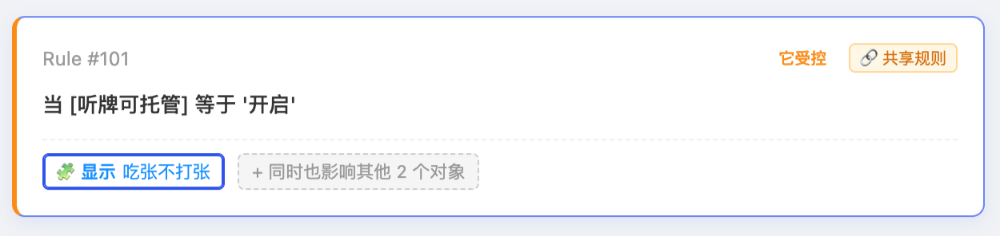 Rule #101 它受控 共享规则
当 [听牌可托管] 等于 '开启'
显示 吃张不打张 + 同时也影响其他 2 个对象